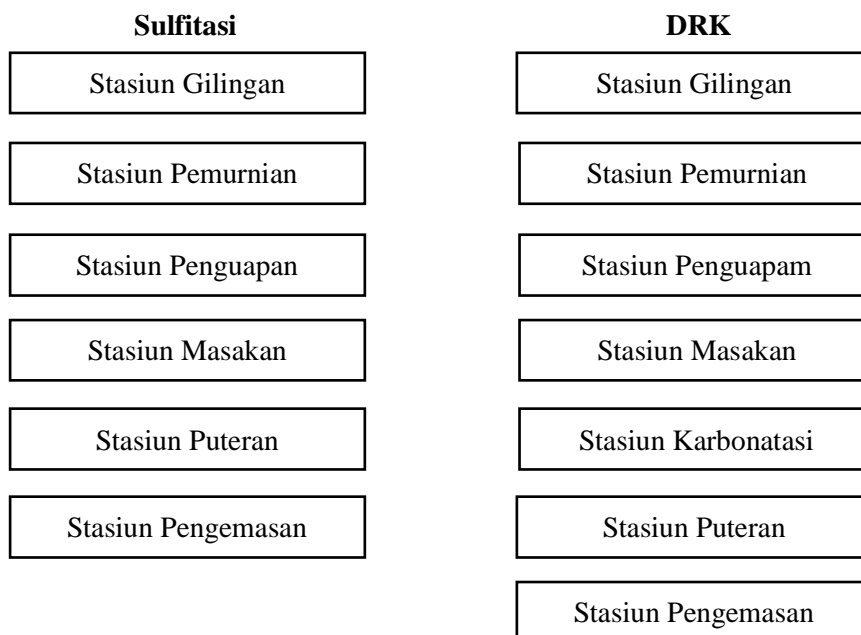 Sulfitasi
Stasiun Gilingan
Stasiun Pemurnian
Stasiun Penguapan
Stasiun Masakan
Stasiun Puteran
Stasiun Pengemasan
DRK
Stasiun Gilingan
Stasiun Pemurnian
Stasiun Penguapam
Stasiun Masakan
Stasiun Karbonatasi
Stasiun Puteran
Stasiun Pengemasan